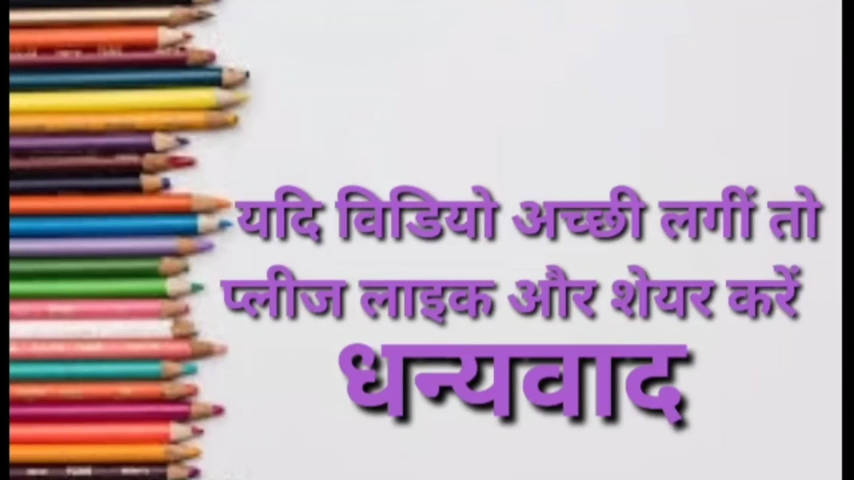 यदि विडियो अच्छी लगीं तो
प्लीज लाइक और शेयर करें
धन्यवाद